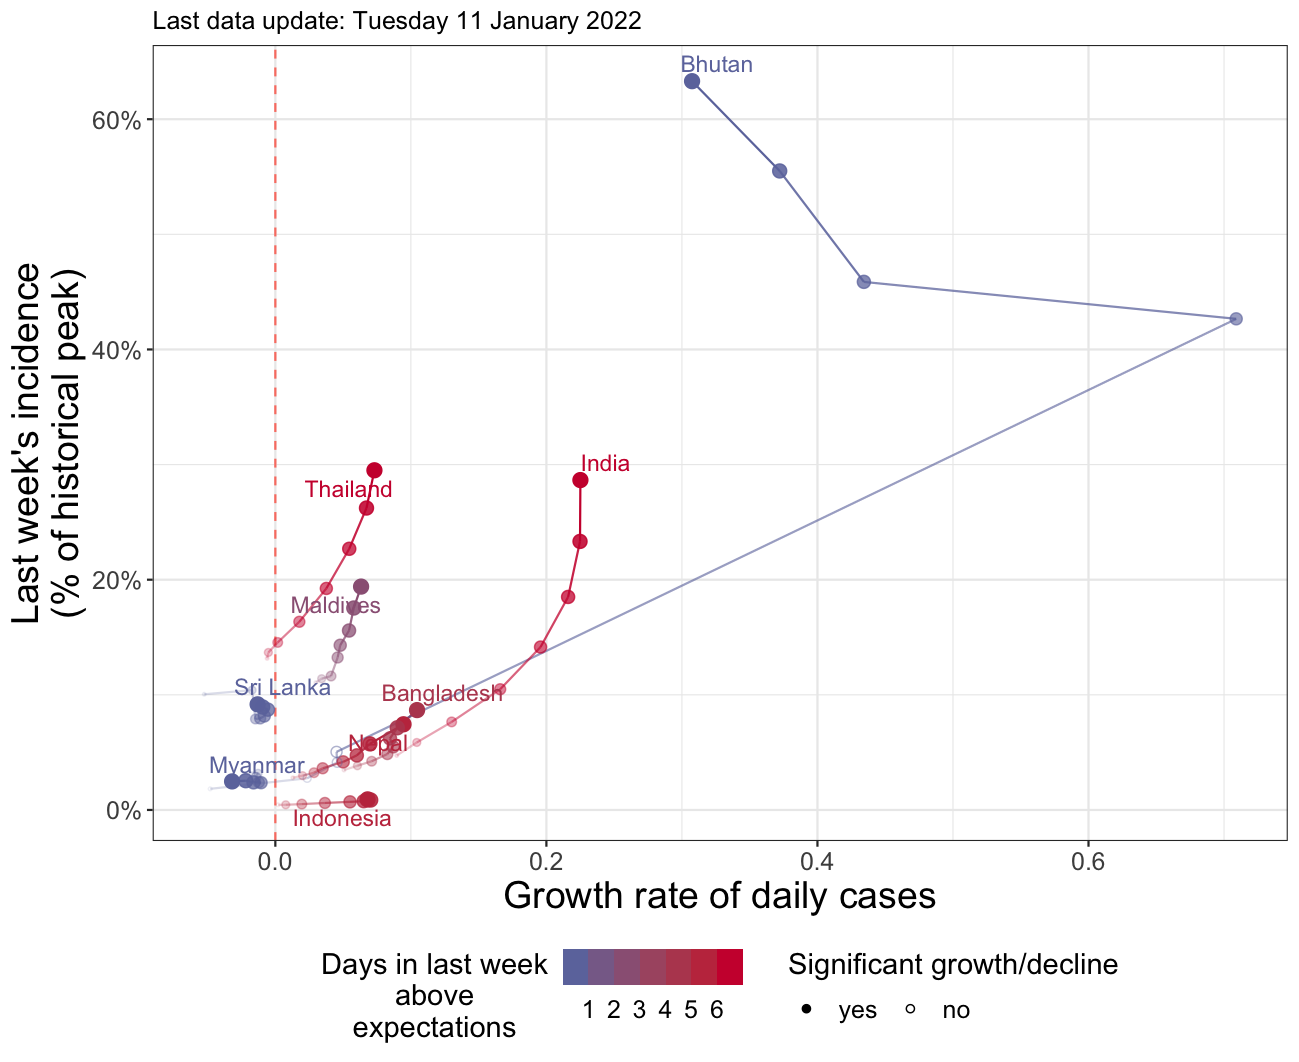 Last data update: Tuesday 11 January 2022
Last week's incidence
(% of historical peak)
60%
40%
20%
0%
Bhutan
India
Thailand
Maldives
Sri Lanka
Bangladesh
Nepal
Myanmar
Indonesia
0.0 0.2 0.4 0.6
Growth rate of daily cases
Days in last week
above
expectations
1 2 3 4 5 6
Significant growth/decline
yes no